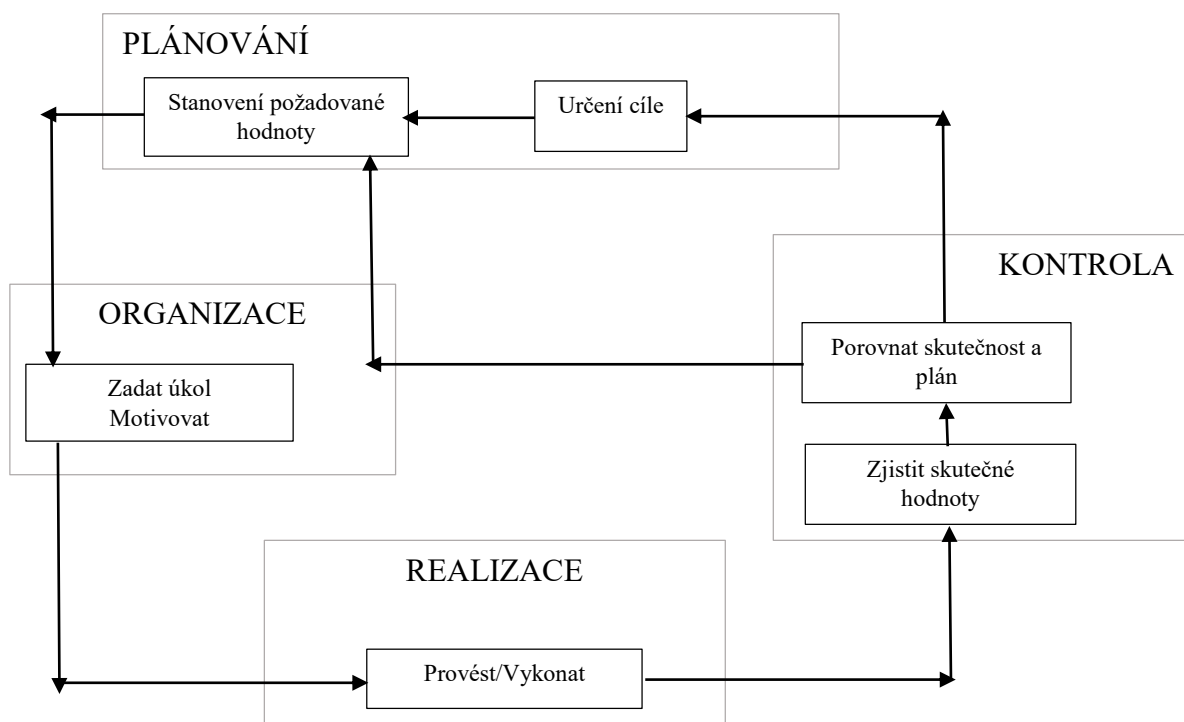 PLÁNOVÁNÍ
Stanovení požadované
hodnoty
Určení cíle
KONTROLA
Porovnat skutečnost a
plán
Zjistit skutečné
hodnoty
ORGANIZACE
Zadat úkol
Motivovat
REALIZACE
Provést/Vykonat